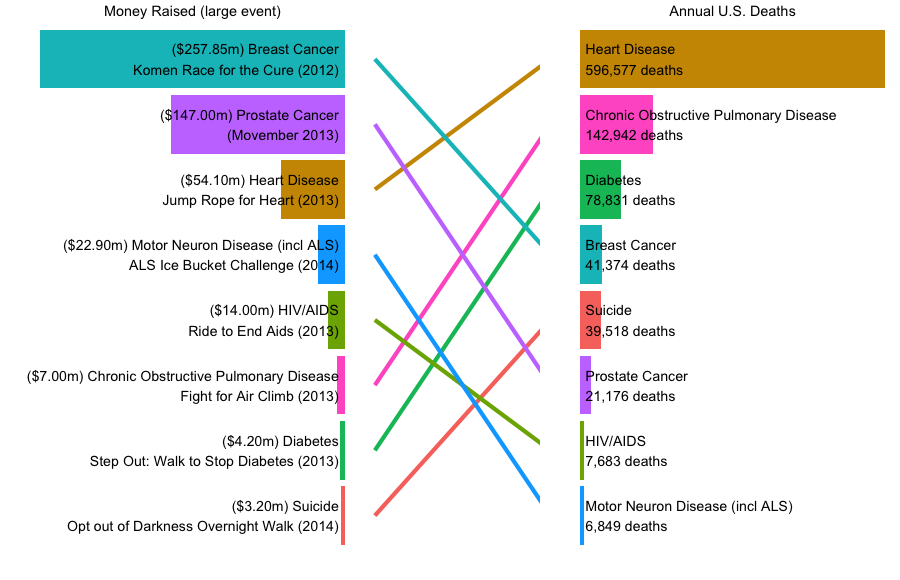 Money Raised (large event)
($257.85m) Breast Cancer
Komen Race for the Cure (2012)
($147.00m) Prostate Cancer
(Movember 2013)
($54.10m) Heart Disease
Jump Rope for Heart (2013)
($22.90m) Motor Neuron Disease (incl ALS)
ALS Ice Bucket Challenge (2014)
($14.00m) HIV/AIDS
Ride to End Aids (2013)
($7.00m) Chronic Obstructive Pulmonary Disease
Fight for Air Climb (2013)
($4.20m) Diabetes
Step Out: Walk to Stop Diabetes (2013)
($3.20m) Suicide
Opt out of Darkness Overnight Walk (2014)
Annual U.S. Deaths
Heart Disease
596,577 deaths
Chronic Obstructive Pulmonary Disease
142,942 deaths
Diabetes
78,831 deaths
Breast Cancer
41,374 deaths
Suicide
39,518 deaths
Prostate Cancer
21,176 deaths
HIV/AIDS
7,683 deaths
Motor Neuron Disease (incl ALS)
6,849 deaths